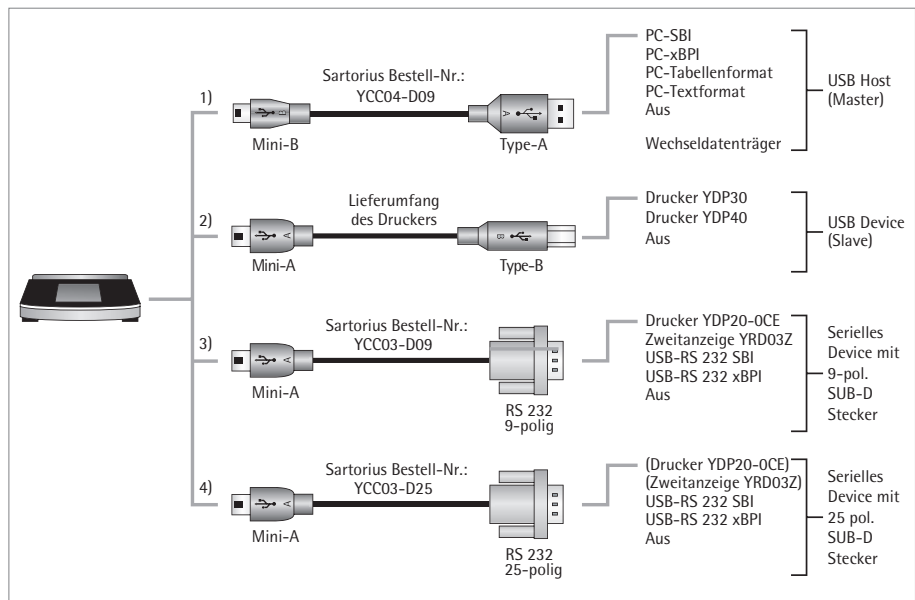 1)
Sartorius Bestell-Nr.:
YCC04-D09
B
A
Mini-B
Type-A
PC-SBI
PC-xBPI
PC-Tabellenformat
PC-Textformat
Aus
Wechseldatenträger
USB Host
(Master)
2)
Lieferumfang
des Druckers
A
B
Mini-A
Type-B
Drucker YDP30
Drucker YDP40
Aus
USB Device
(Slave)
3)
Sartorius Bestell-Nr.:
YCC03-D09
A
Mini-A
RS 232
9-polig
Drucker YDP20-0CE
Zweitanzeige YRD03Z
USB-RS 232 SBI
USB-RS 232 xBPI
Aus
Serielles
Device mit
9-pol.
SUB-D
Stecker
4)
Sartorius Bestell-Nr.:
YCC03-D25
A
Mini-A
RS 232
25-polig
(Drucker YDP20-0CE)
(Zweitanzeige YRD03Z)
USB-RS 232 SBI
USB-RS 232 xBPI
Aus
Serielles
Device mit
25 pol.
SUB-D
Stecker